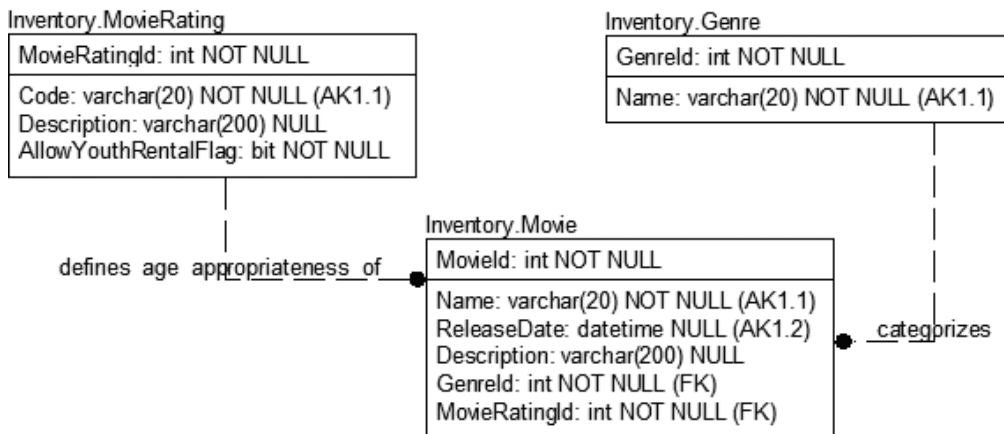 Inventory.MovieRating
MovieRatingId: int NOT NULL
Code: varchar(20) NOT NULL (AK1.1)
Description: varchar(200) NULL
AllowYouthRentalFlag: bit NOT NULL
Inventory.Genre
GenreId: int NOT NULL
Name: varchar(20) NOT NULL (AK1.1)
defines age appropriateness of
Inventory.Movie
MovieId: int NOT NULL
Name: varchar(20) NOT NULL (AK1.1)
ReleaseDate: datetime NULL (AK1.2)
Description: varchar(200) NULL
GenreId: int NOT NULL (FK)
MovieRatingId: int NOT NULL (FK)
categorizes